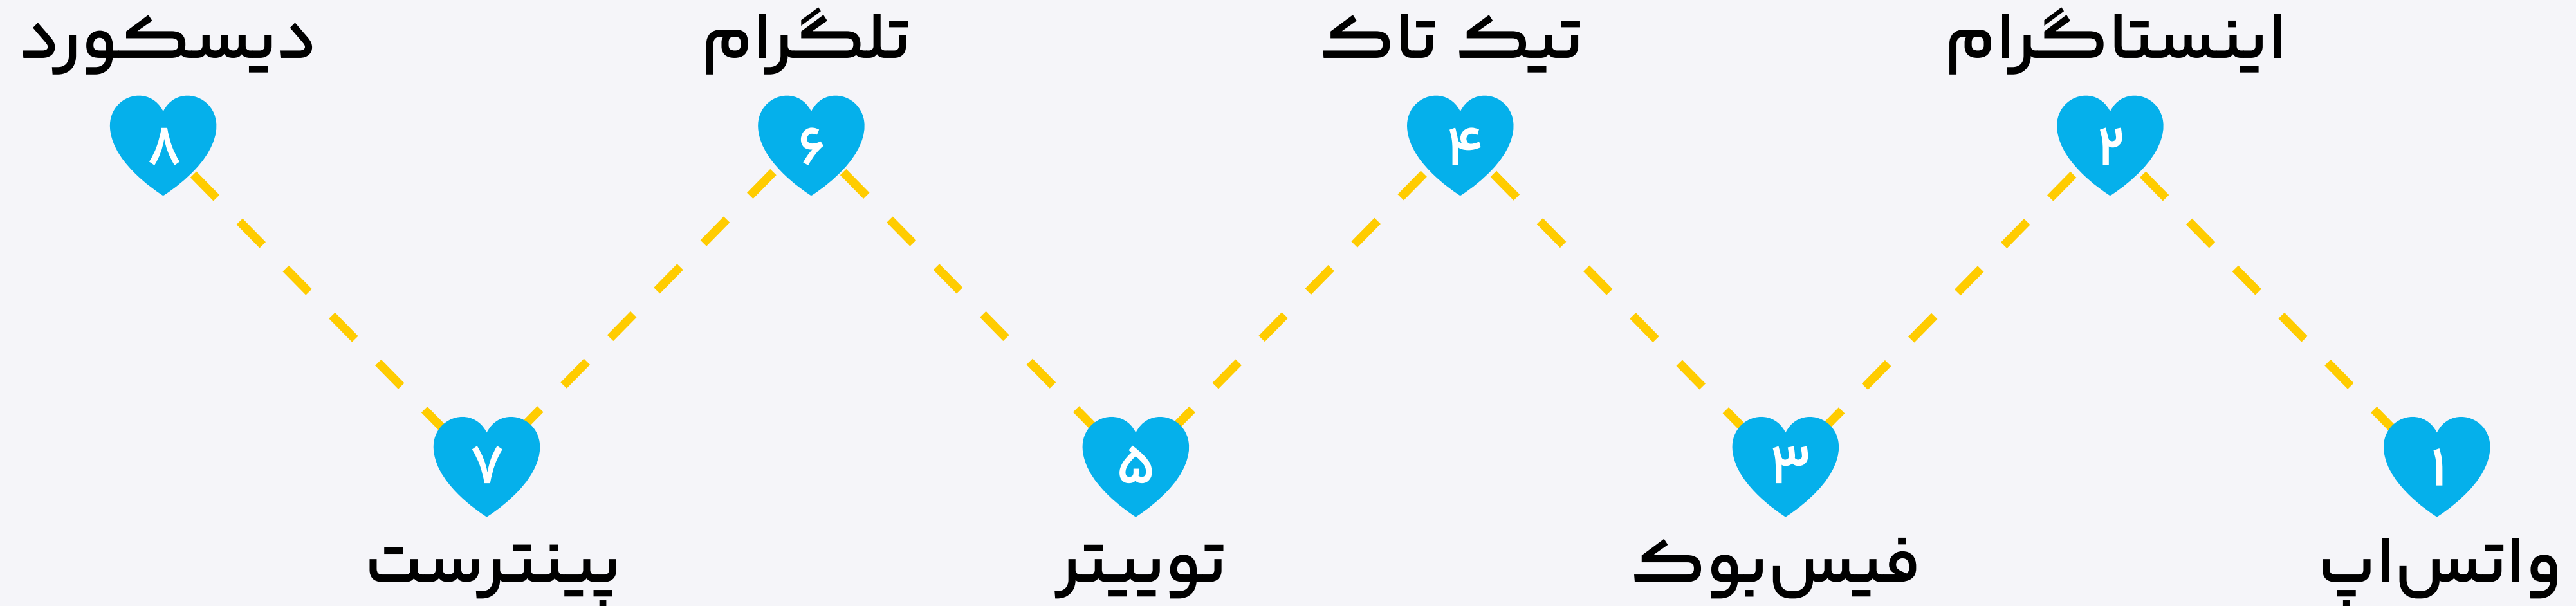 اینستاگرام
تیک تاک
تلگرام
دیسکورد
۲
۴
۶
۸
۱
۳
۵
۷
واتس‌اپ
فیس‌بوک
توییتر
پینترست